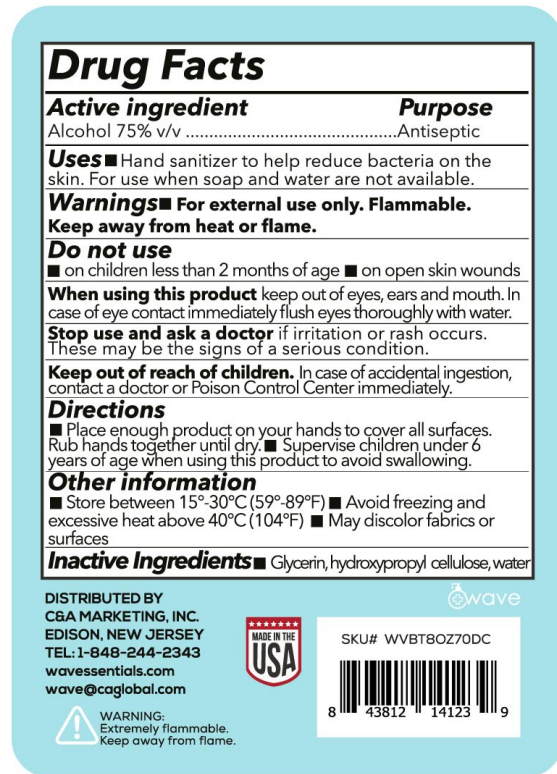 Drug Facts
Active ingredient Purpose
Alcohol 75% v/v ............................................Antiseptic
Uses ■ Hand sanitizer to help reduce bacteria on the
skin. For use when soap and water are not available.
Warnings ■ For external use only. Flammable.
Keep away from heat or flame.
Do not use
■ on children less than 2 months of age ■ on open skin wounds
When using this product keep out of eyes, ears and mouth. In
case of eye contact immediately flush eyes thoroughly with water.
Stop use and ask a doctor if irritation or rash occurs.
These may be the signs of a serious condition.
Keep out of reach of children. In case of accidental ingestion,
contact a doctor or Poison Control Center immediately.
Directions
■ Place enough product on your hands to cover all surfaces.
Rub hands together until dry. ■ Supervise children under 6
years of age when using this product to avoid swallowing.
Other information
■ Store between 15°-30°C (59°-89°F) ■ Avoid freezing and
excessive heat above 40°C (104°F) ■ May discolor fabrics or
surfaces
Inactive Ingredients ■ Glycerin, hydroxypropyl cellulose, water
DISTRIBUTED BY
C&A MARKETING, INC.
EDISON, NEW JERSEY
TEL: 1-848-244-2343
wavessentials.com
wave@caglobal.com
WARNING:
Extremely flammable.
Keep away from flame.
MADE IN THE
USA
wave
SKU# WVBT8OZ70DC
8 43812 14123 9